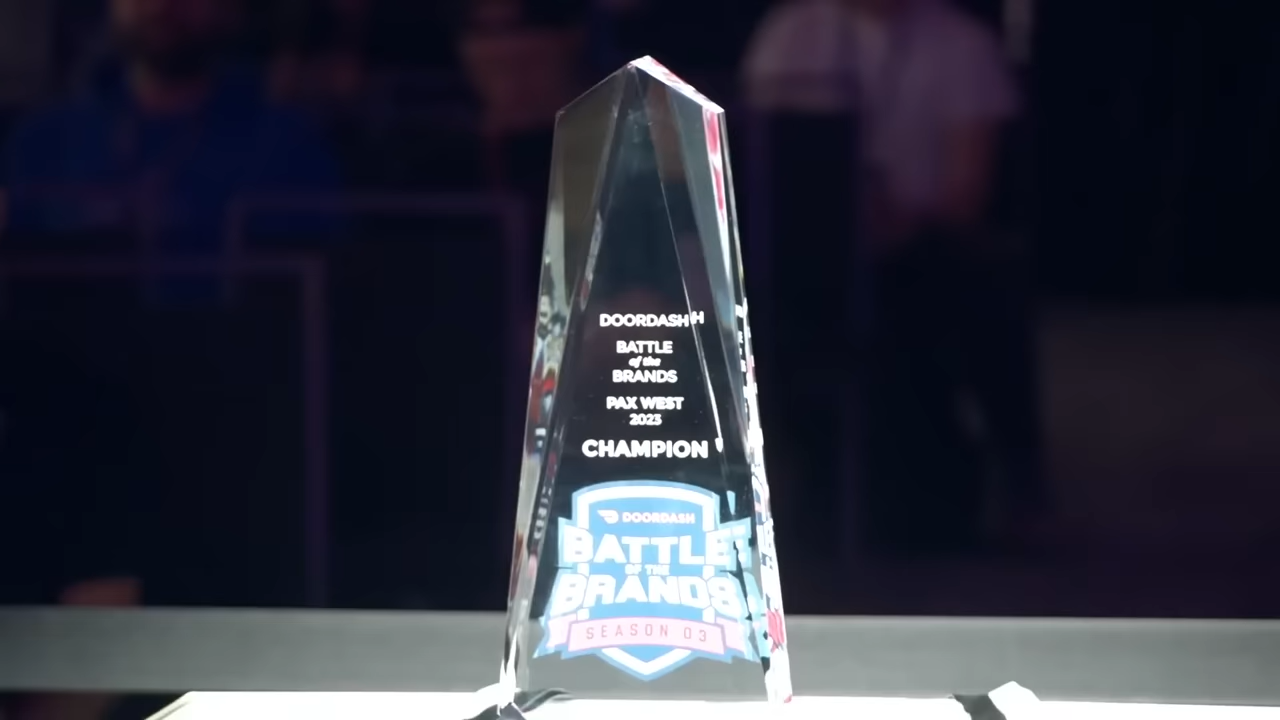 DOORDASH
BATTLE
of the
BRANDS
PAX WEST
2023
CHAMPION
DOORDASH
BATTLE
OF THE
BRANDS
SEASON 03